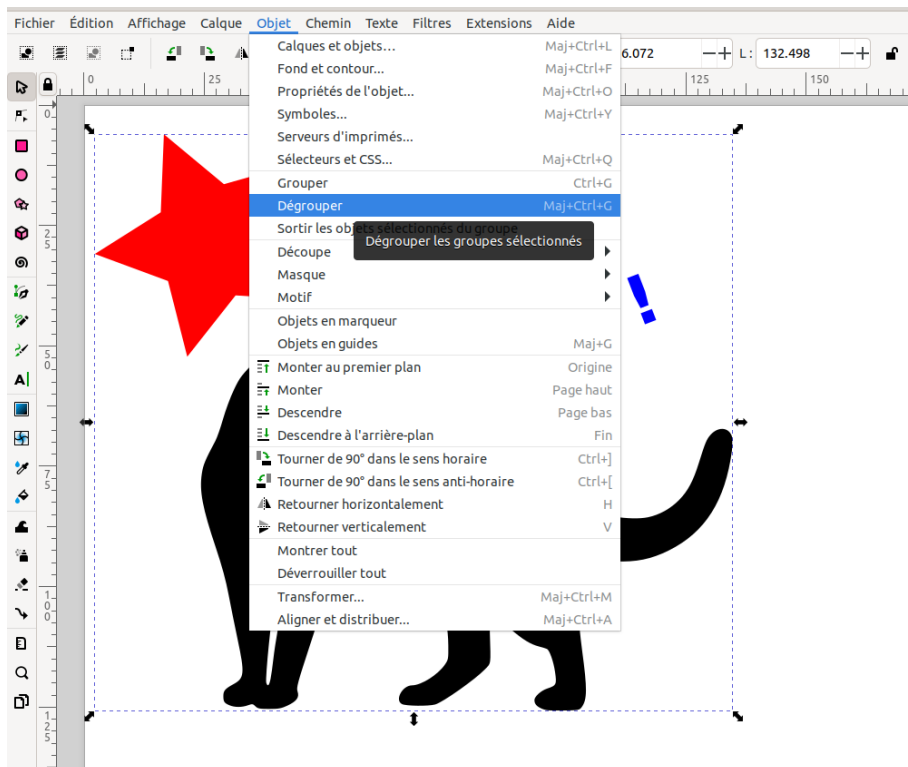 Fichier Édition Affichage Calque Objet Chemin Texte Filtres Extensions Aide
6.072 L: 132.498
0 25 125 150
Calques et objets... Maj+Ctrl+L
Fond et contour... Maj+Ctrl+F
Propriétés de l'objet... Maj+Ctrl+O
Symboles... Maj+Ctrl+Y
Serveurs d'imprimés...
Sélecteurs et CSS... Maj+Ctrl+Q
Grouper Ctrl+G
Dégrouper Maj+Ctrl+G
Sortir les objets sélectionnés du groupe
Dégrouper les groupes sélectionnés
Découpe
Masque
Motif
!
Objets en marqueur
Objets en guides Maj+G
Monter au premier plan Origine
Monter Page haut
Descendre Page bas
Descendre à l'arrière-plan Fin
Tourner de 90° dans le sens horaire Ctrl+]
Tourner de 90° dans le sens anti-horaire Ctrl+[
Retourner horizontalement H
Retourner verticalement V
Montrer tout
Déverrouiller tout
Transformer... Maj+Ctrl+M
Aligner et distribuer... Maj+Ctrl+A
0
25
50
75
100
125
A